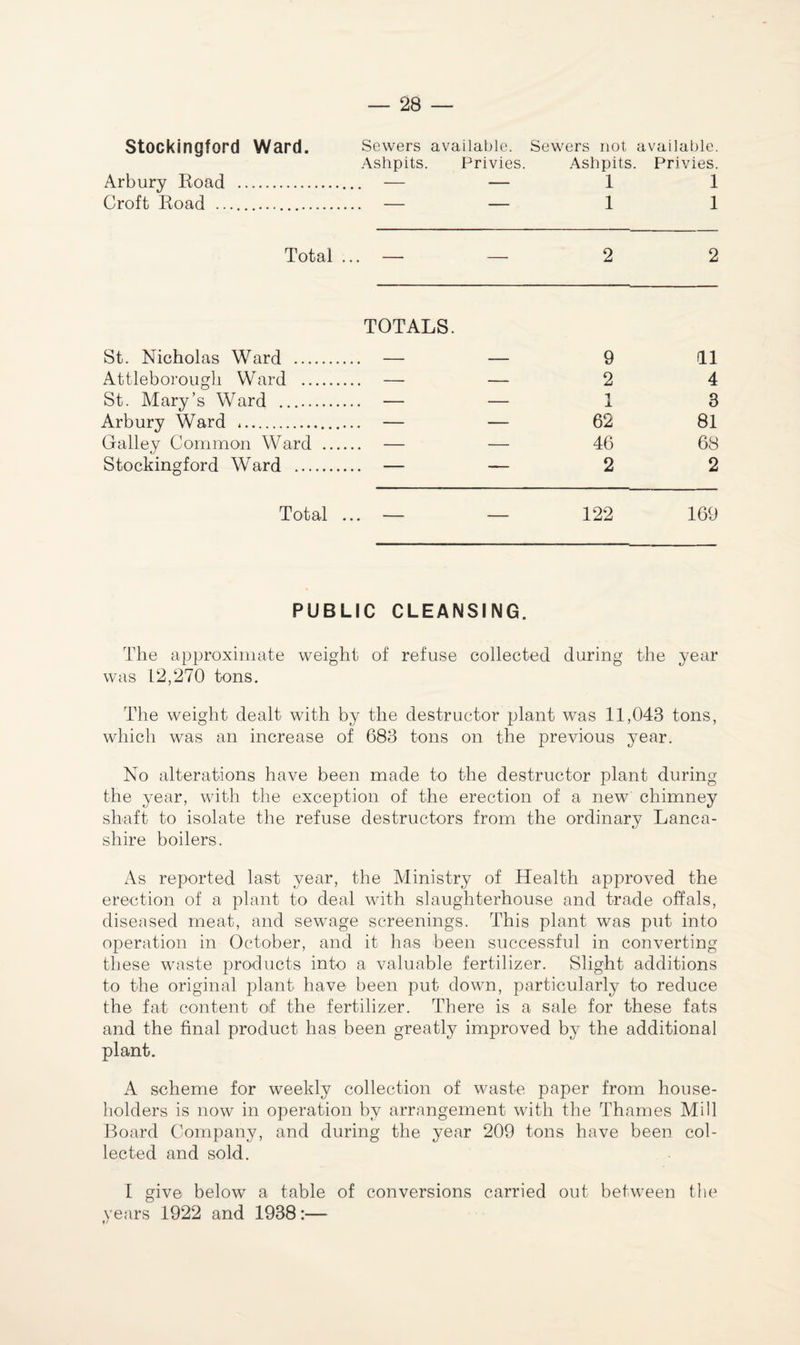 — 28 —
Stockingford Ward. Sewers available. Sewers not available.
Ashpits. Privies. Ashpits. Privies.
Arbury Road .................... — — 1 1
Croft Road ....................... — — 1 1
Total ... — — 2 2
TOTALS.
St. Nicholas Ward .......... — — 9 11
Attleborough Ward ......... — — 2 4
St. Mary's Ward ............ — — 1 3
Arbury Ward .................. — — 62 81
Galley Common Ward ...... — — 46 68
Stockingford Ward .......... — — 2 2
Total ... — — 122 169
PUBLIC CLEANSING.
The approximate weight of refuse collected during the year
was 12,270 tons.
The weight dealt with by the destructor plant was 11,043 tons,
which was an increase of 683 tons on the previous year.
No alterations have been made to the destructor plant during
the year, with the exception of the erection of a new chimney
shaft to isolate the refuse destructors from the ordinary Lanca-
shire boilers.
As reported last year, the Ministry of Health approved the
erection of a plant to deal with slaughterhouse and trade offals,
diseased meat, and sewage screenings. This plant was put into
operation in October, and it has been successful in converting
these waste products into a valuable fertilizer. Slight additions
to the original plant have been put down, particularly to reduce
the fat content of the fertilizer. There is a sale for these fats
and the final product has been greatly improved by the additional
plant.
A scheme for weekly collection of waste paper from house-
holders is now in operation by arrangement with the Thames Mill
Board Company, and during the year 209 tons have been col-
lected and sold.
I give below a table of conversions carried out between the
years 1922 and 1938:—